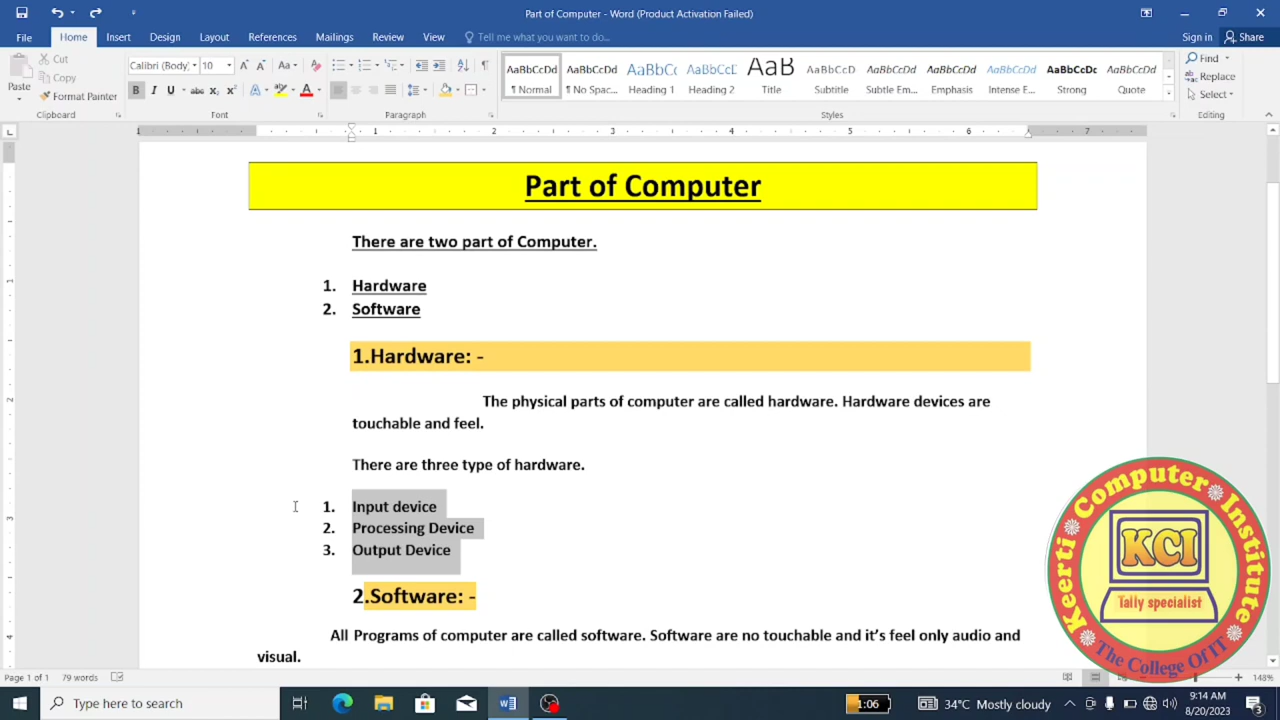 Part of Computer - Word (Product Activation Failed)
File Home Insert Design Layout References Mailings Review View Tell me what you want to do... Sign in Share
Paste Cut Copy Format Painter
Calibri (Body) 10
AaBbCcDd AaBbCcDd AaBbCc AaBbCcC AaB AaBbCcD AaBbCcDd AaBbCcDd AaBbCcDd AaBbCcDc AaBbCcDd
¶ Normal ¶ No Spac... Heading 1 Heading 2 Title Subtitle Subtle Em... Emphasis Intense E... Strong Quote
Find
Replace
Select
Clipboard Font Paragraph Styles Editing
Part of Computer
There are two part of Computer.
1. Hardware
2. Software
1.Hardware: -
The physical parts of computer are called hardware. Hardware devices are
touchable and feel.
There are three type of hardware.
1. Input device
2. Processing Device
3. Output Device
2.Software: -
All Programs of computer are called software. Software are no touchable and it's feel only audio and
visual.
Keerti Computer Institute
KCI
Tally specialist
The College Of IT
Page 1 of 1 79 words 148%
Type here to search 1:06 34°C Mostly cloudy 9:14 AM
8/20/2023 3